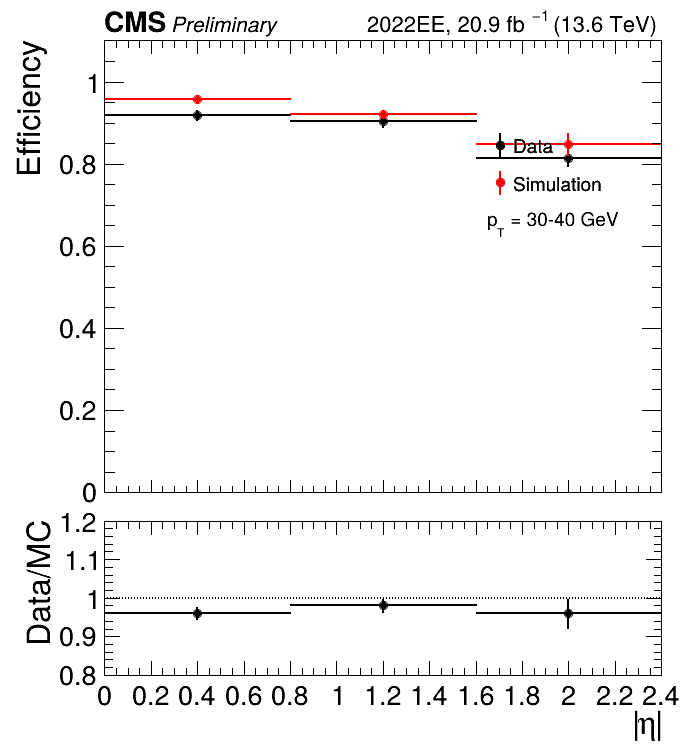 CMS Preliminary 2022EE, 20.9 fb ⁻¹ (13.6 TeV)
Efficiency
1
0.8
0.6
0.4
0.2
0
Data
Simulation
p_T = 30-40 GeV
Data/MC
1.2
1.1
1
0.9
0.8
0 0.2 0.4 0.6 0.8 1 1.2 1.4 1.6 1.8 2 2.2 2.4
|η|